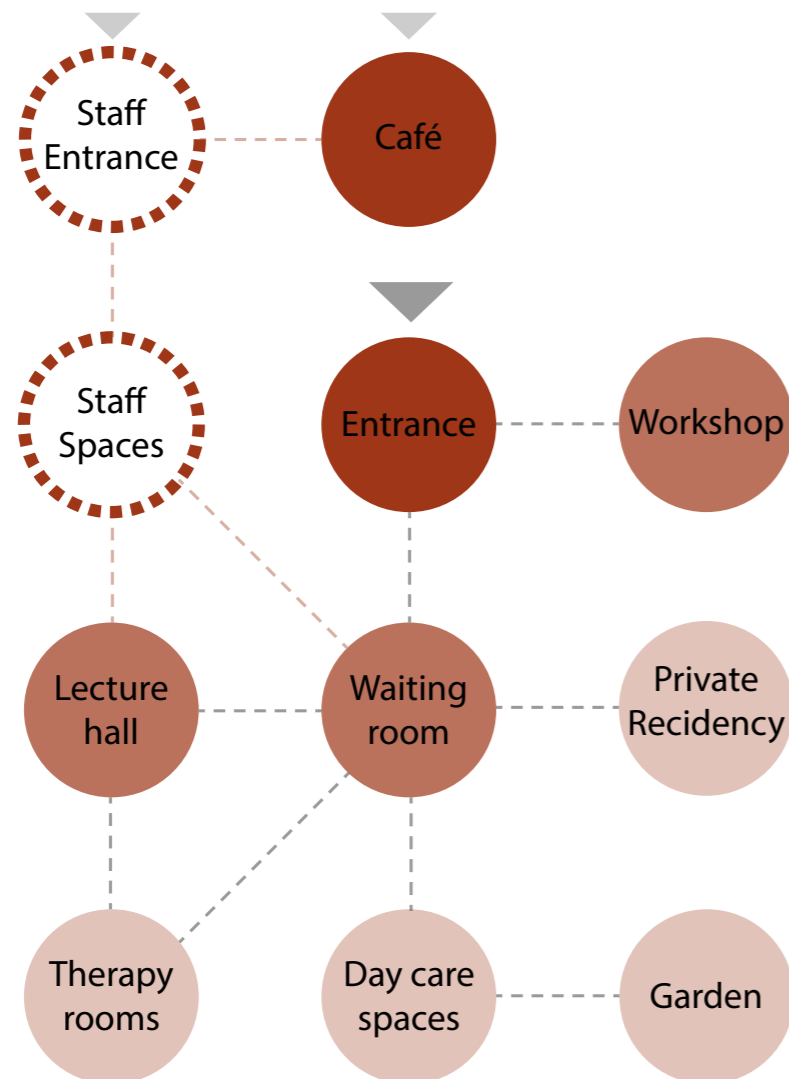 Staff
Entrance
Café
Staff
Spaces
Entrance
Workshop
Lecture
hall
Waiting
room
Private
Recidency
Therapy
rooms
Day care
spaces
Garden